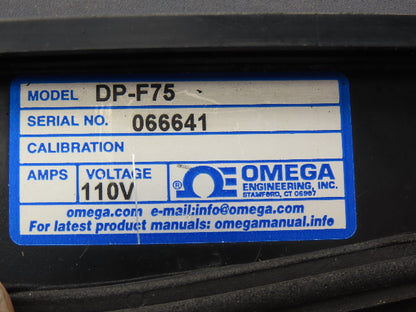 MODEL DP-F75
SERIAL NO. 066641
CALIBRATION
AMPS VOLTAGE
110V
® OMEGA
ENGINEERING, INC.
STAMFORD, CT 06907
omega.com e-mail:info@omega.com
For latest product manuals: omegamanual.info